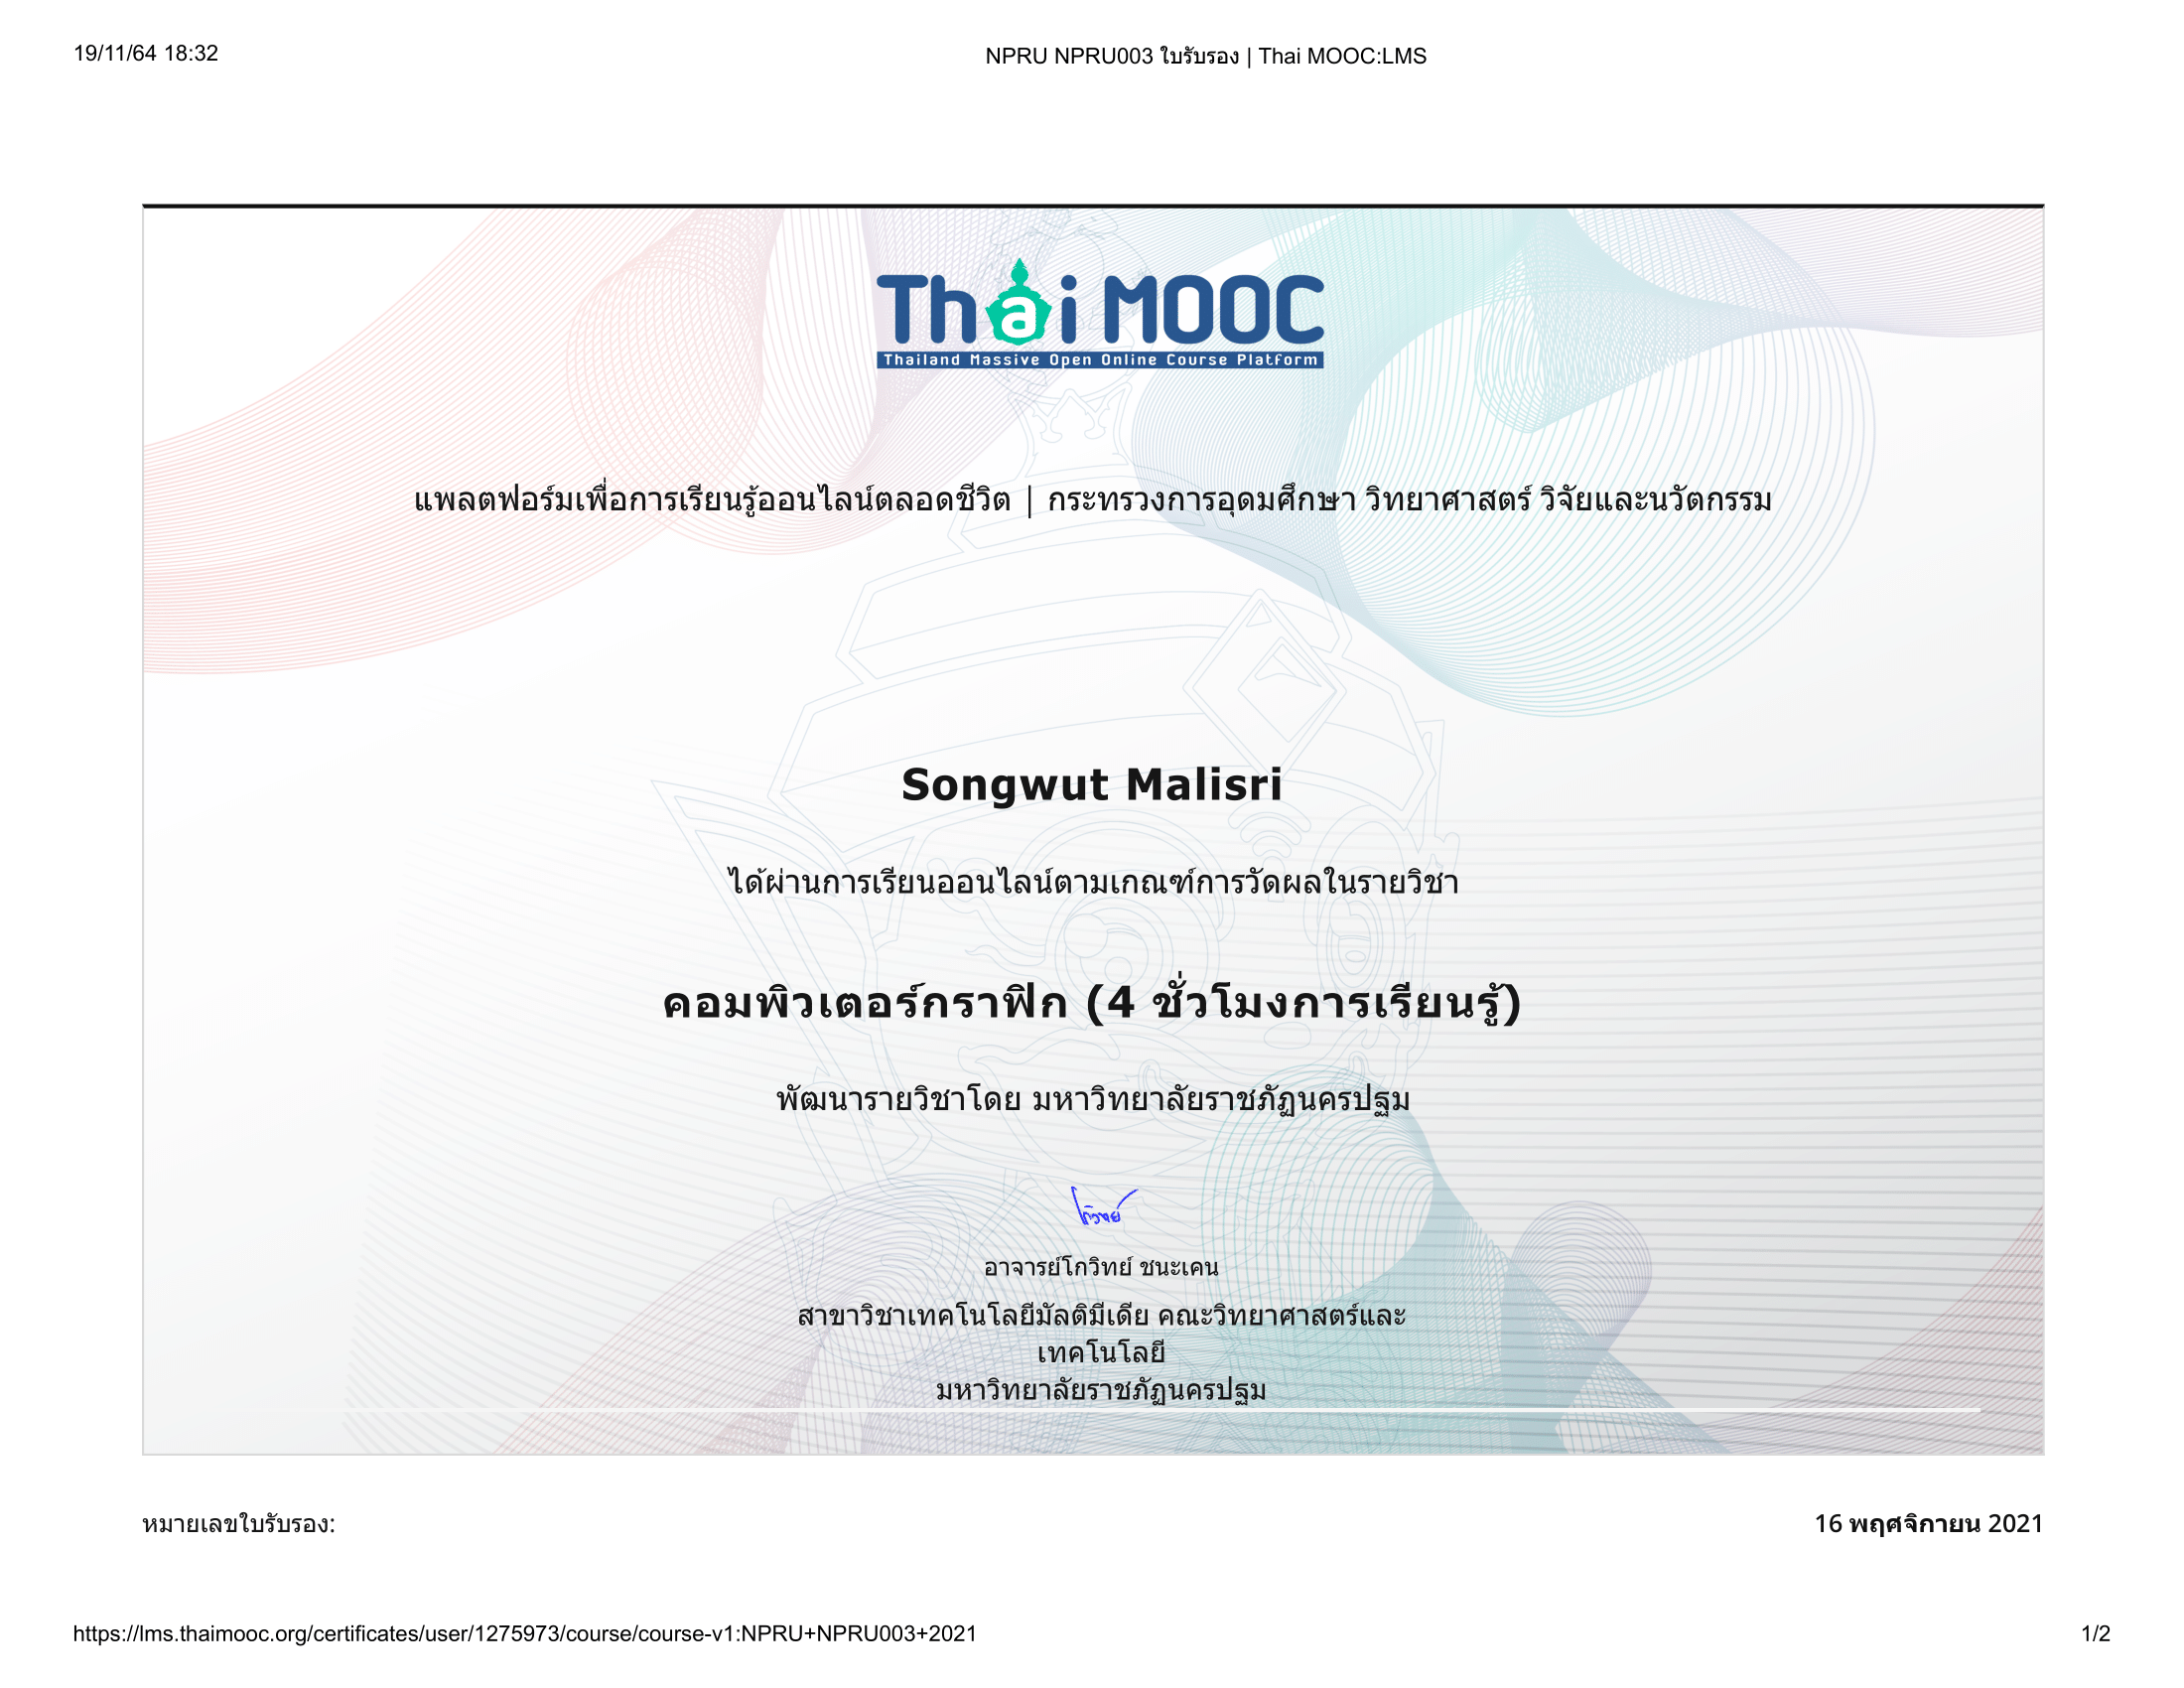 19/11/64 18:32
NPRU NPRU003 ใบรับรอง | Thai MOOC:LMS
Thai MOOC
Thailand Massive Open Online Course Platform
แพลตฟอร์มเพื่อการเรียนรู้ออนไลน์ตลอดชีวิต | กระทรวงการอุดมศึกษา วิทยาศาสตร์ วิจัยและนวัตกรรม
Songwut Malisri
ได้ผ่านการเรียนออนไลน์ตามเกณฑ์การวัดผลในรายวิชา
คอมพิวเตอร์กราฟิก (4 ชั่วโมงการเรียนรู้)
พัฒนารายวิชาโดย มหาวิทยาลัยราชภัฏนครปฐม
โกวิทย์
อาจารย์โกวิทย์ ชนะเคน
สาขาวิชาเทคโนโลยีมัลติมีเดีย คณะวิทยาศาสตร์และ
เทคโนโลยี
มหาวิทยาลัยราชภัฏนครปฐม
หมายเลขใบรับรอง:
16 พฤศจิกายน 2021
https://lms.thaimooc.org/certificates/user/1275973/course/course-v1:NPRU+NPRU003+2021
1/2